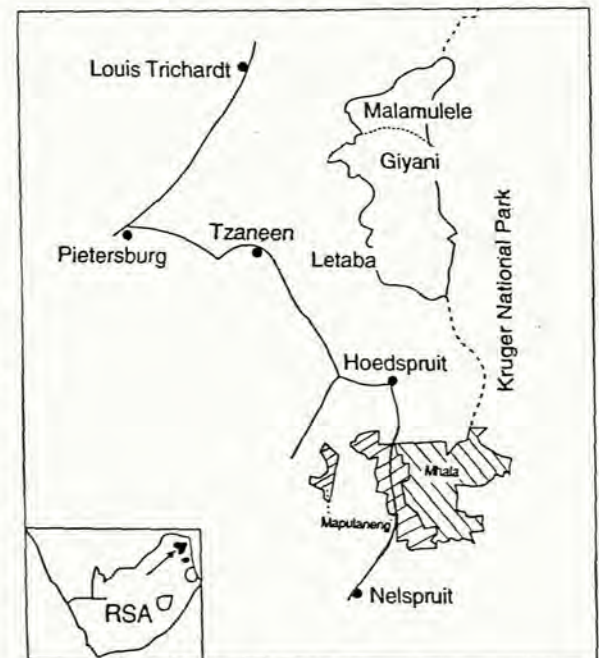 Louis Trichardt
Malamulele
Giyani
Tzaneen
Pietersburg
Letaba
Kruger National Park
Hoedspruit
Mhala
Mapulaneng
RSA
Nelspruit